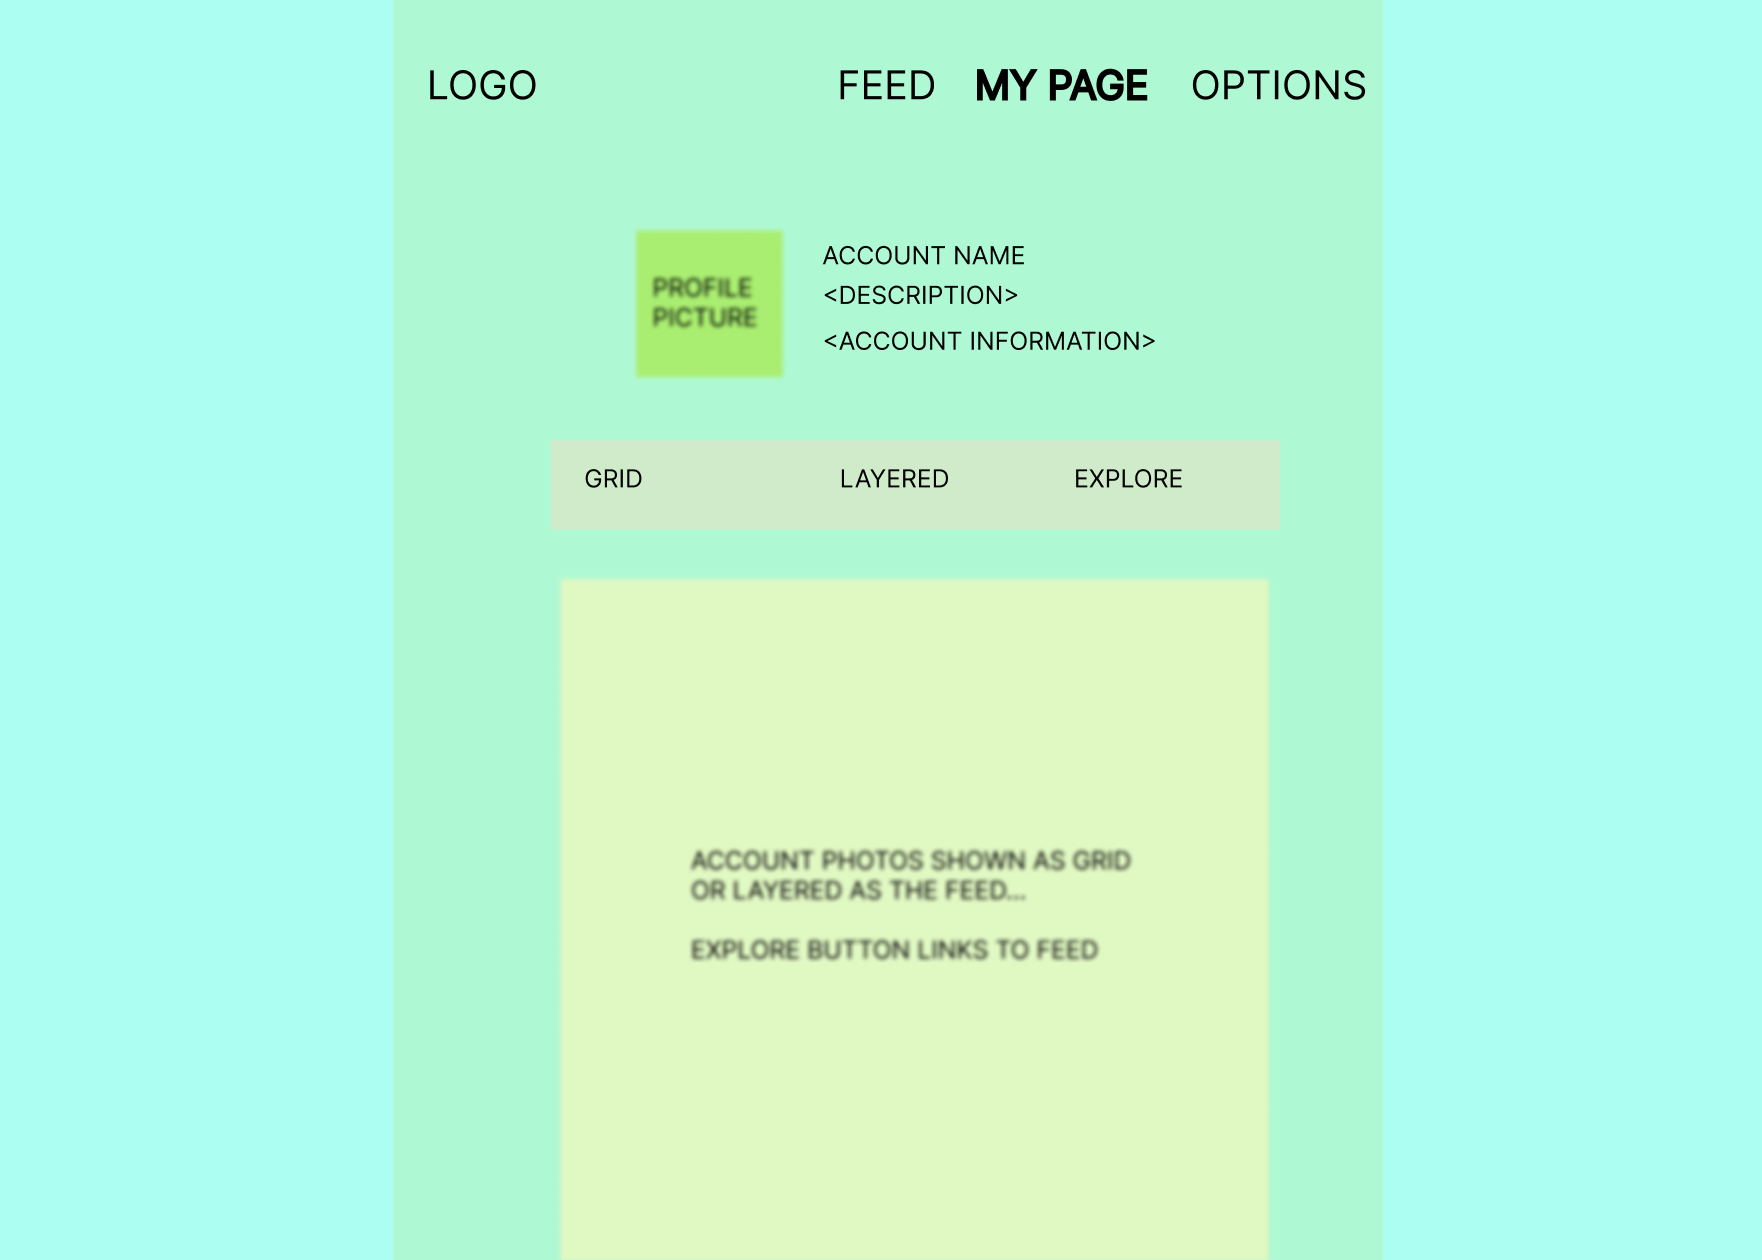 LOGO FEED MY PAGE OPTIONS
PROFILE
PICTURE
ACCOUNT NAME
<DESCRIPTION>
<ACCOUNT INFORMATION>
GRID LAYERED EXPLORE
ACCOUNT PHOTOS SHOWN AS GRID
OR LAYERED AS THE FEED...
EXPLORE BUTTON LINKS TO FEED